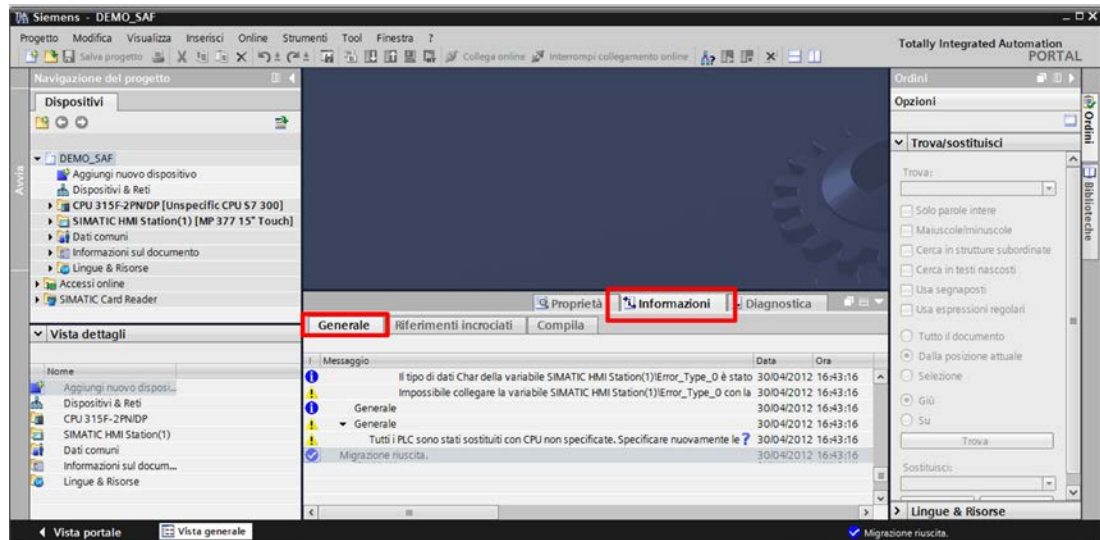 Siemens - DEMO_SAF
Progetto Modifica Visualizza Inserisci Online Strumenti Tool Finestra ?
Totally Integrated Automation
PORTAL
Salva progetto
Collega online
Interrompi collegamento online
Navigazione del progetto
Dispositivi
DEMO_SAF
Aggiungi nuovo dispositivo
Dispositivi & Reti
CPU 315F-2PN/DP [Unspecific CPU S7 300]
SIMATIC HMI Station(1) [MP 377 15" Touch]
Dati comuni
Informazioni sul documento
Lingue & Risorse
Accessi online
SIMATIC Card Reader
Avvia
Vista dettagli
Nome
Aggiungi nuovo disposi...
Dispositivi & Reti
CPU 315F-2PN/DP
SIMATIC HMI Station(1)
Dati comuni
Informazioni sul docum...
Lingue & Risorse
Proprietà
Informazioni
Diagnostica
Generale
Riferimenti incrociati
Compila
! Messaggio Data Ora
Il tipo di dati Char della variabile SIMATIC HMI Station(1)\Error_Type_0 è stato 30/04/2012 16:43:16
Impossibile collegare la variabile SIMATIC HMI Station(1)\Error_Type_0 con la 30/04/2012 16:43:16
Generale 30/04/2012 16:43:16
Generale 30/04/2012 16:43:16
Tutti i PLC sono stati sostituiti con CPU non specificate. Specificare nuovamente le ? 30/04/2012 16:43:16
Migrazione riuscita. 30/04/2012 16:43:16
Ordini
Opzioni
Trova/sostituisci
Trova:
Solo parole intere
Maiuscole/minuscole
Cerca in strutture subordinate
Cerca in testi nascosti
Usa segnaposti
Usa espressioni regolari
Tutto il documento
Dalla posizione attuale
Selezione
Giù
Su
Trova
Sostituisci:
Lingue & Risorse
Ordini
Biblioteche
Vista portale
Vista generale
Migrazione riuscita.